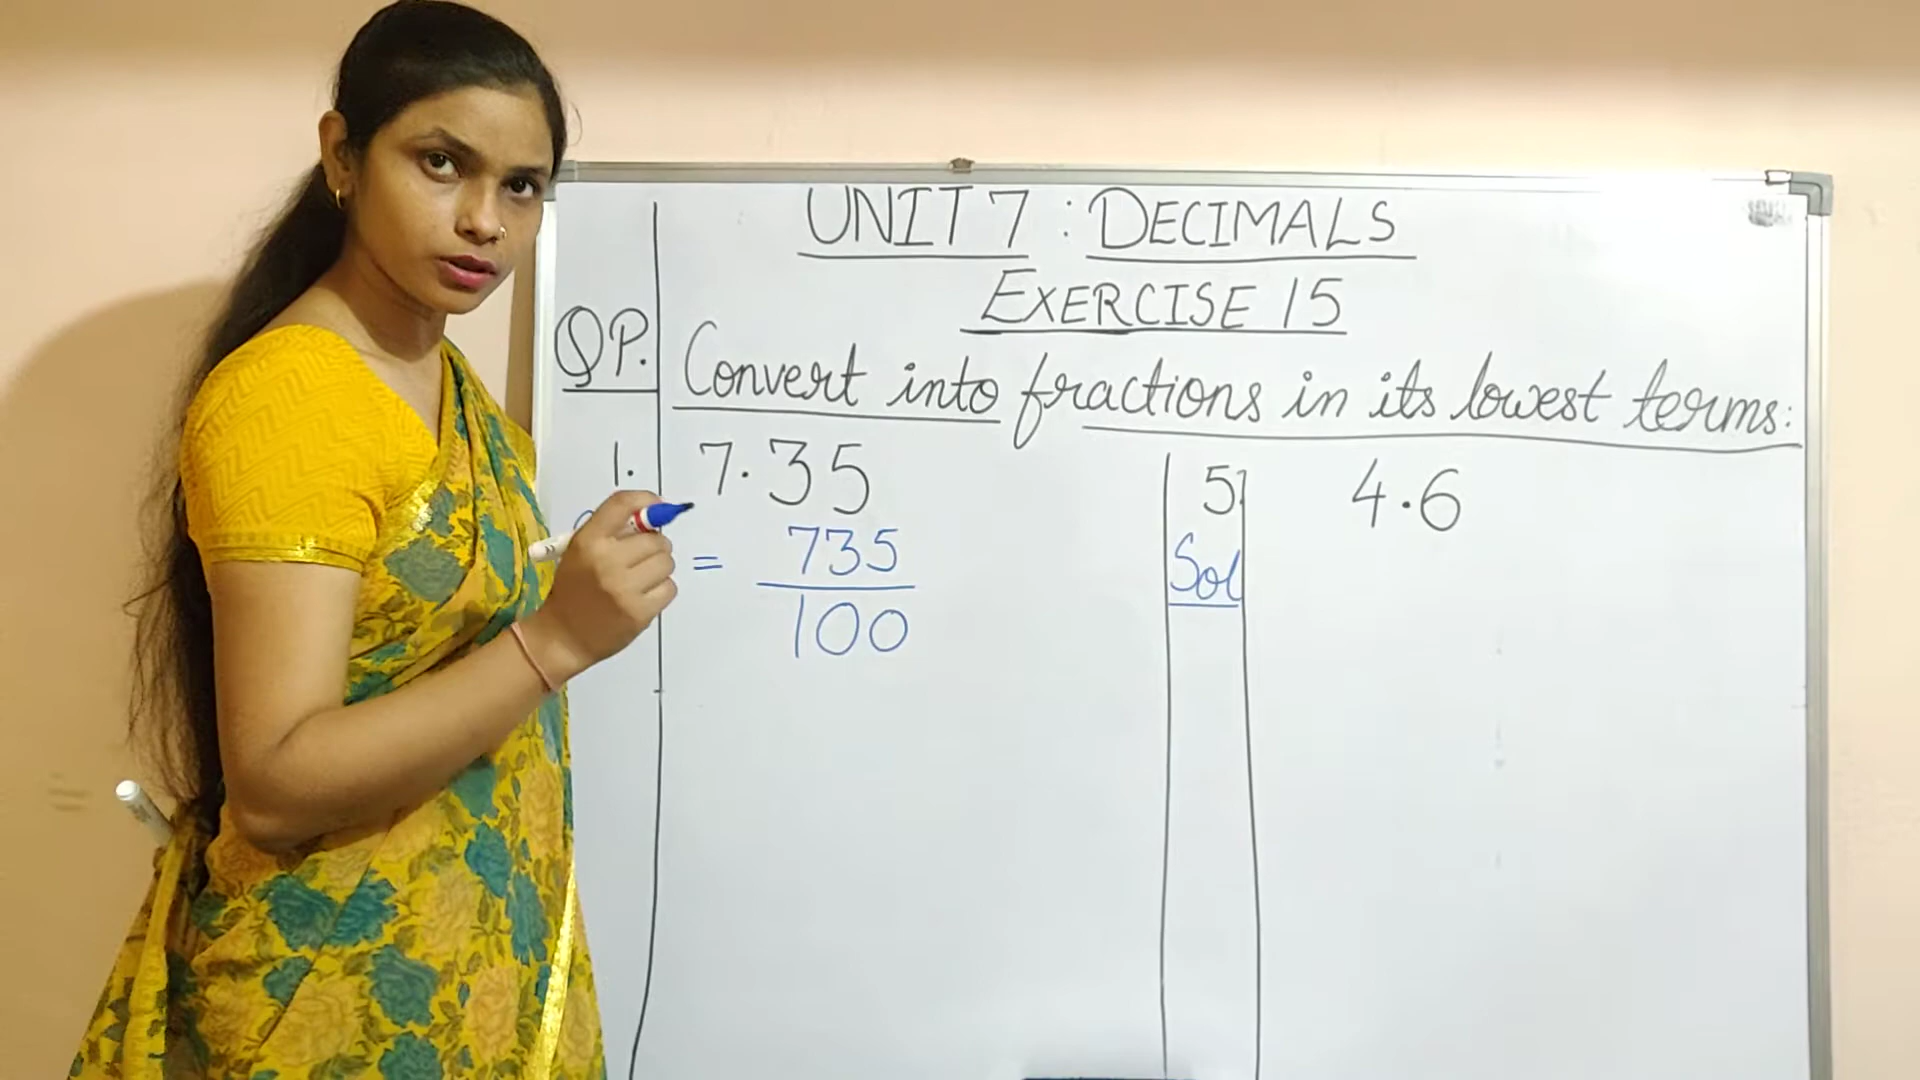 UNIT 7 : DECIMALS
EXERCISE 15
QP. Convert into fractions in its lowest terms:
1. 7.35
= 735
100
5. 4.6
Sol